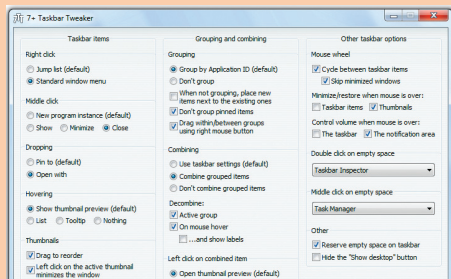 7+ Taskbar Tweaker
Taskbar items
Right click
Jump list (default)
Standard window menu
Middle click
New program instance (default)
Show Minimize Close
Dropping
Pin to (default)
Open with
Hovering
Show thumbnail preview (default)
List Tooltip Nothing
Thumbnails
Drag to reorder
Left click on the active thumbnail
minimizes the window
Grouping and combining
Grouping
Group by Application ID (default)
Don't group
When not grouping, place new
items next to the existing ones
Don't group pinned items
Drag within/between groups
using right mouse button
Combining
Use taskbar settings (default)
Combine grouped items
Don't combine grouped items
Decombine:
Active group
On mouse hover
...and show labels
Left click on combined item
Open thumbnail preview (default)
Other taskbar options
Mouse wheel
Cycle between taskbar items
Skip minimized windows
Minimize/restore when mouse is over:
Taskbar items Thumbnails
Control volume when mouse is over:
The taskbar The notification area
Double click on empty space
Taskbar Inspector
Middle click on empty space
Task Manager
Other
Reserve empty space on taskbar
Hide the "Show desktop" button